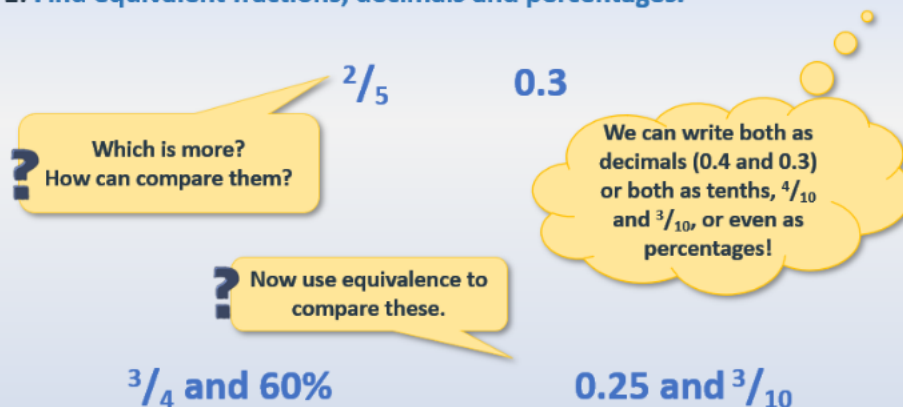 2. Find equivalent fractions, decimals and percentages.
²/₅ 0.3
Which is more?
? How can compare them?
We can write both as
decimals (0.4 and 0.3)
or both as tenths, ⁴/₁₀
and ³/₁₀, or even as
percentages!
? Now use equivalence to
compare these.
³/₄ and 60% 0.25 and ³/₁₀